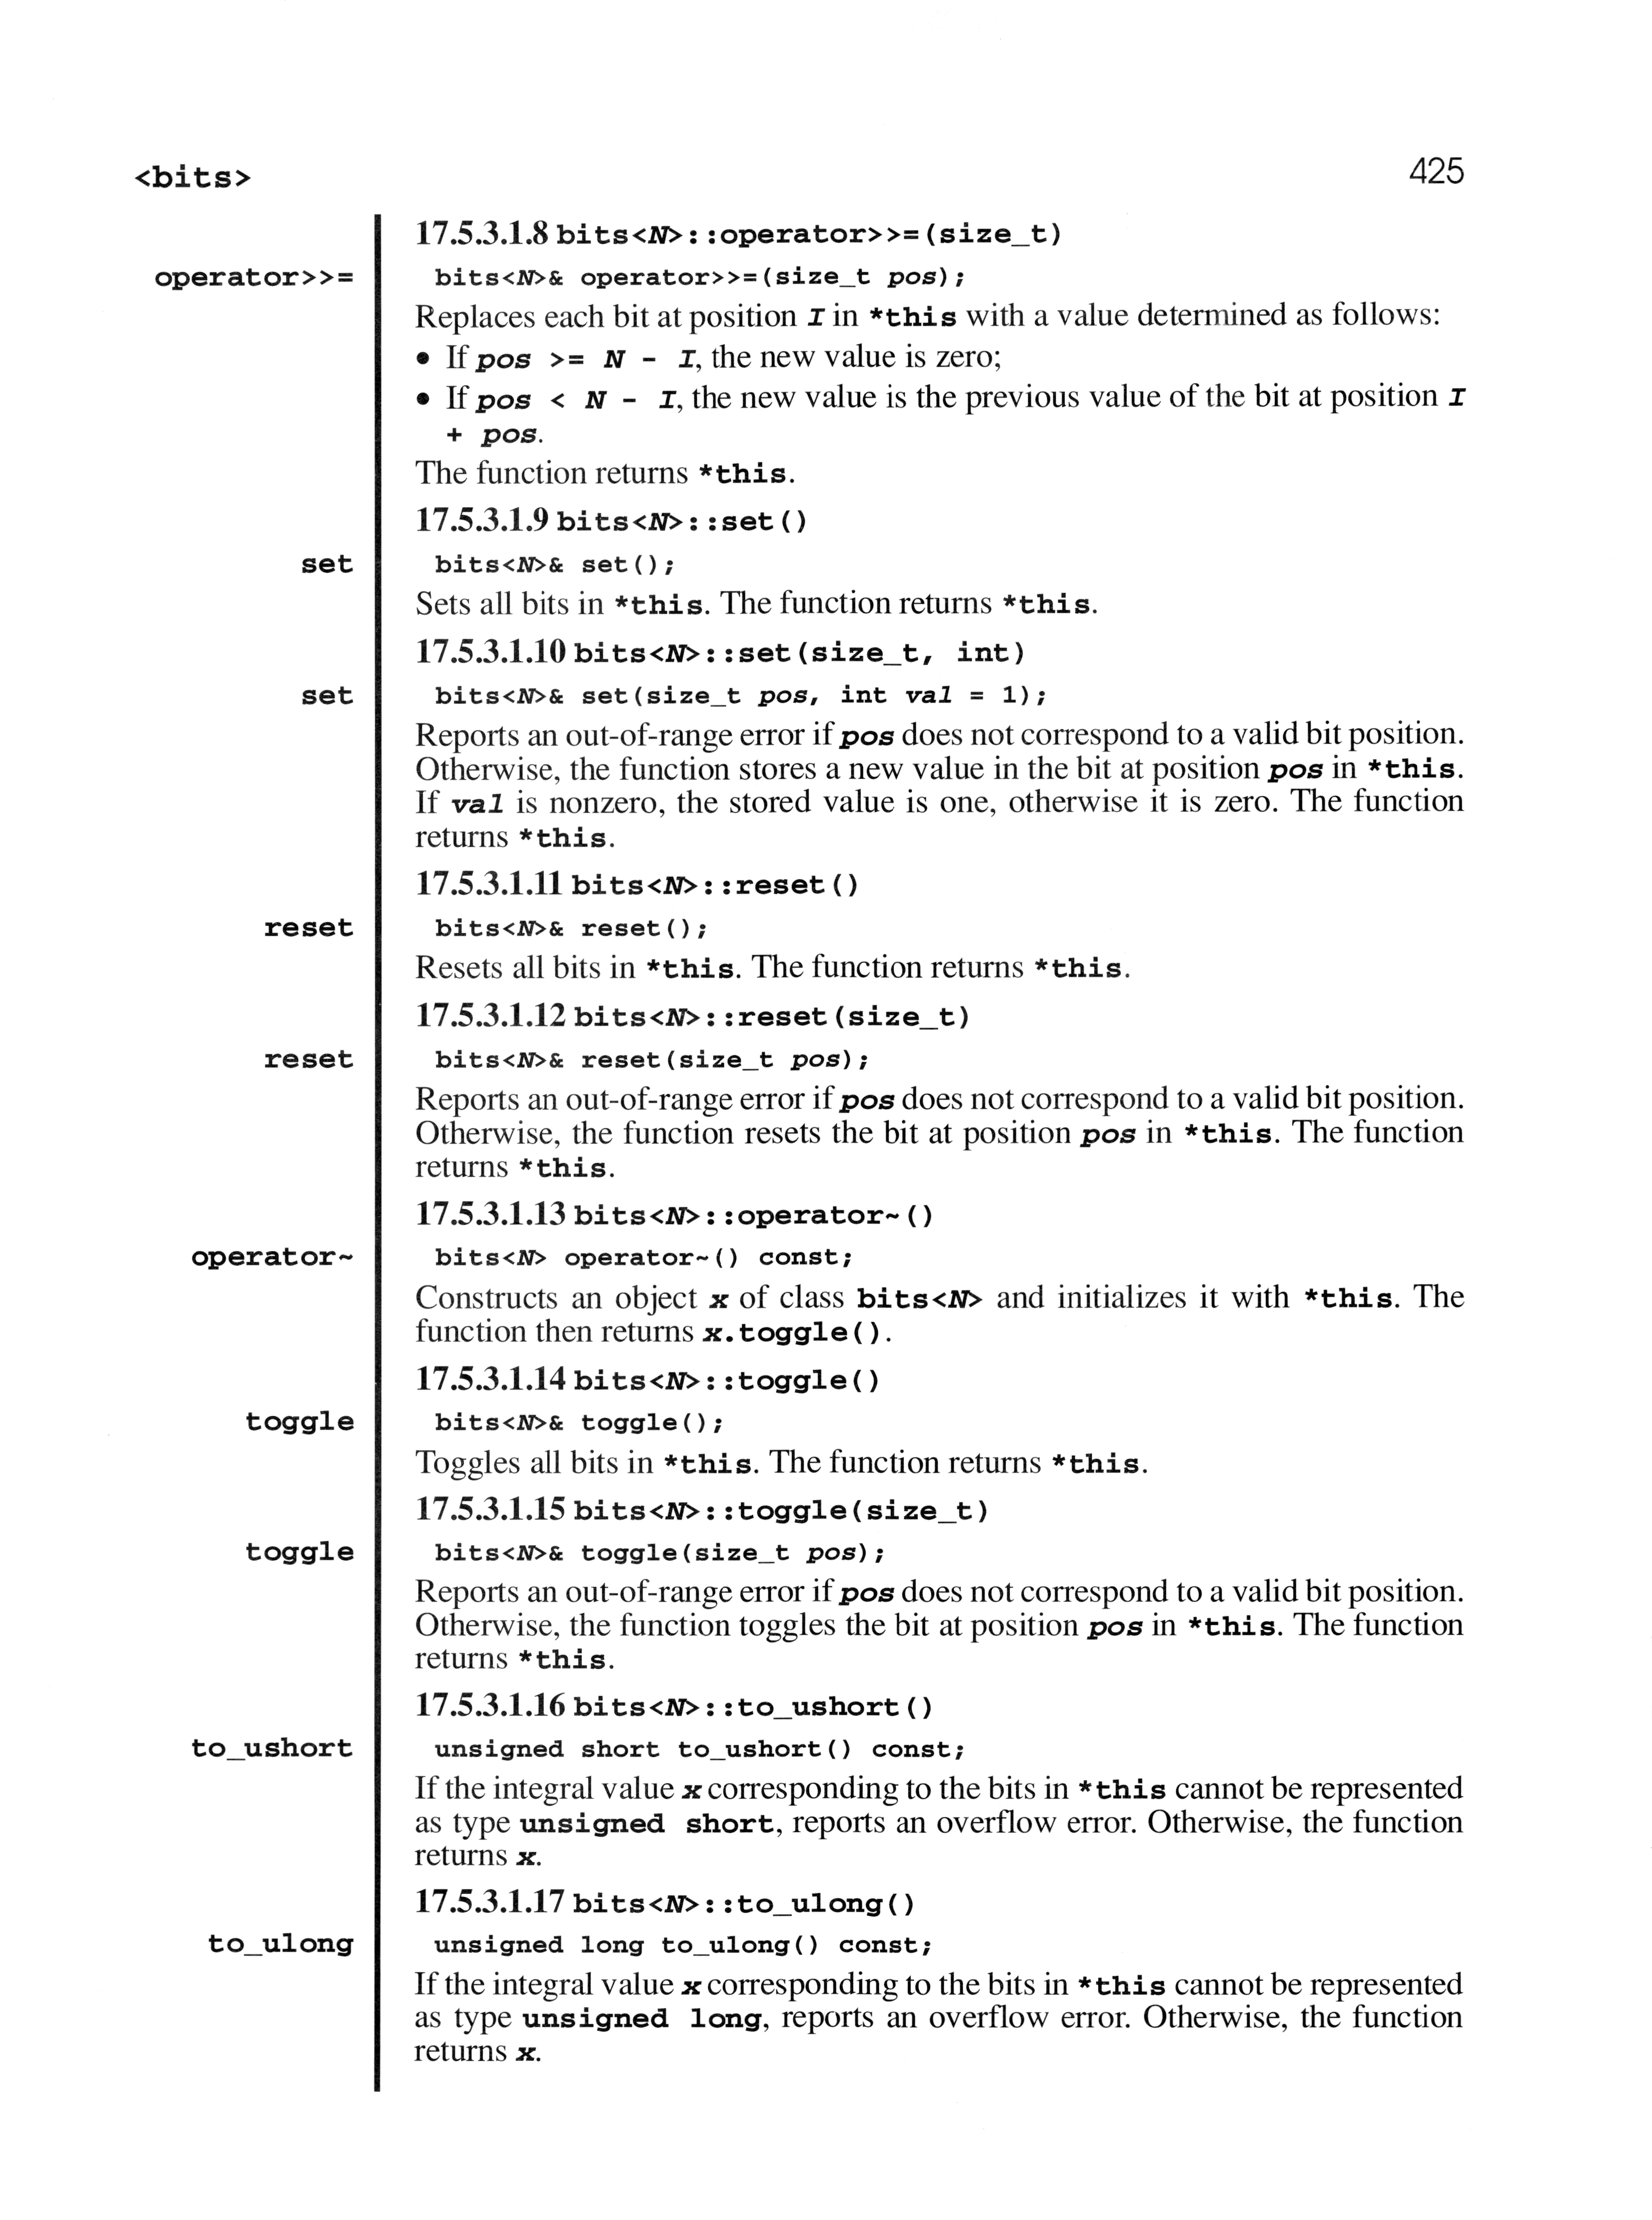 <bits>
425
17.5.3.1.8 bits<N>::operator>>=(size_t)
operator>>=
bits<N>& operator>>=(size_t pos);
Replaces each bit at position I in *this with a value determined as follows:
• If pos >= N - I, the new value is zero;
• If pos < N - I, the new value is the previous value of the bit at position I
+ pos.
The function returns *this.
17.5.3.1.9 bits<N>::set()
set
bits<N>& set();
Sets all bits in *this. The function returns *this.
17.5.3.1.10 bits<N>::set(size_t, int)
set
bits<N>& set(size_t pos, int val = 1);
Reports an out-of-range error if pos does not correspond to a valid bit position.
Otherwise, the function stores a new value in the bit at position pos in *this.
If val is nonzero, the stored value is one, otherwise it is zero. The function
returns *this.
17.5.3.1.11 bits<N>::reset()
reset
bits<N>& reset();
Resets all bits in *this. The function returns *this.
17.5.3.1.12 bits<N>::reset(size_t)
reset
bits<N>& reset(size_t pos);
Reports an out-of-range error if pos does not correspond to a valid bit position.
Otherwise, the function resets the bit at position pos in *this. The function
returns *this.
17.5.3.1.13 bits<N>::operator~()
operator~
bits<N> operator~() const;
Constructs an object x of class bits<N> and initializes it with *this. The
function then returns x.toggle().
17.5.3.1.14 bits<N>::toggle()
toggle
bits<N>& toggle();
Toggles all bits in *this. The function returns *this.
17.5.3.1.15 bits<N>::toggle(size_t)
toggle
bits<N>& toggle(size_t pos);
Reports an out-of-range error if pos does not correspond to a valid bit position.
Otherwise, the function toggles the bit at position pos in *this. The function
returns *this.
17.5.3.1.16 bits<N>::to_ushort()
to_ushort
unsigned short to_ushort() const;
If the integral value x corresponding to the bits in *this cannot be represented
as type unsigned short, reports an overflow error. Otherwise, the function
returns x.
17.5.3.1.17 bits<N>::to_ulong()
to_ulong
unsigned long to_ulong() const;
If the integral value x corresponding to the bits in *this cannot be represented
as type unsigned long, reports an overflow error. Otherwise, the function
returns x.